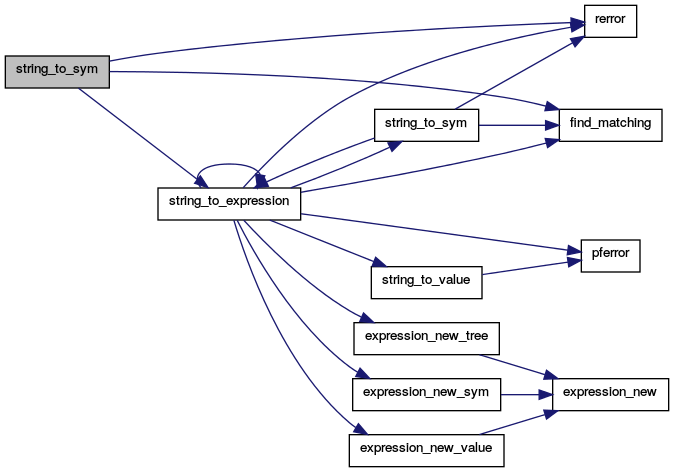 rerror
string_to_sym
string_to_sym
find_matching
string_to_expression
pferror
string_to_value
expression_new_tree
expression_new_sym
expression_new
expression_new_value